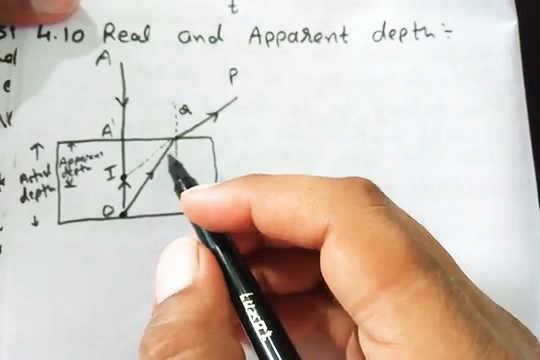 t
4.10 Real and Apparent depth :-
A
P
Q
A'
Apparent
depth
Actual
depth
I
O